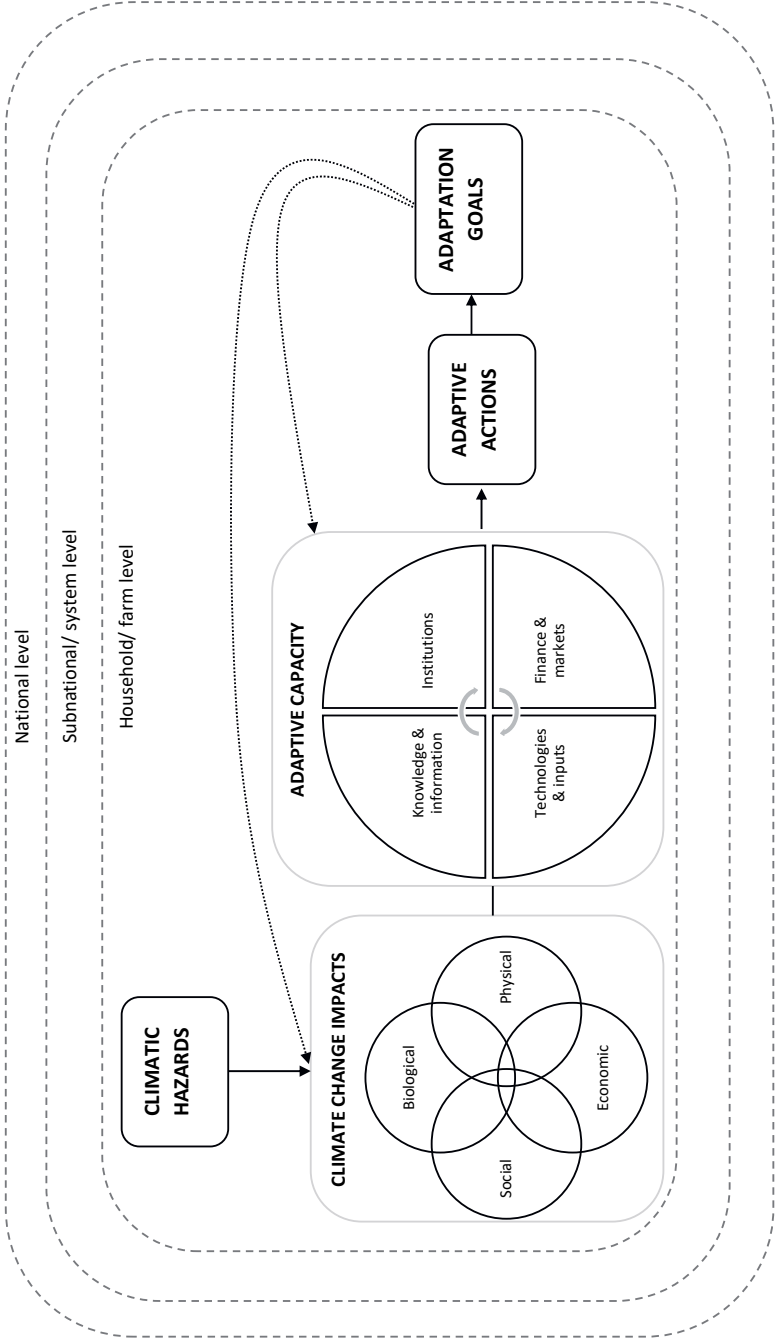 National level
Subnational/ system level
Household/ farm level
CLIMATIC
HAZARDS
CLIMATE CHANGE IMPACTS
Biological
Social
Physical
Economic
ADAPTIVE CAPACITY
Knowledge &
information
Institutions
Technologies
& inputs
Finance &
markets
ADAPTIVE
ACTIONS
ADAPTATION
GOALS